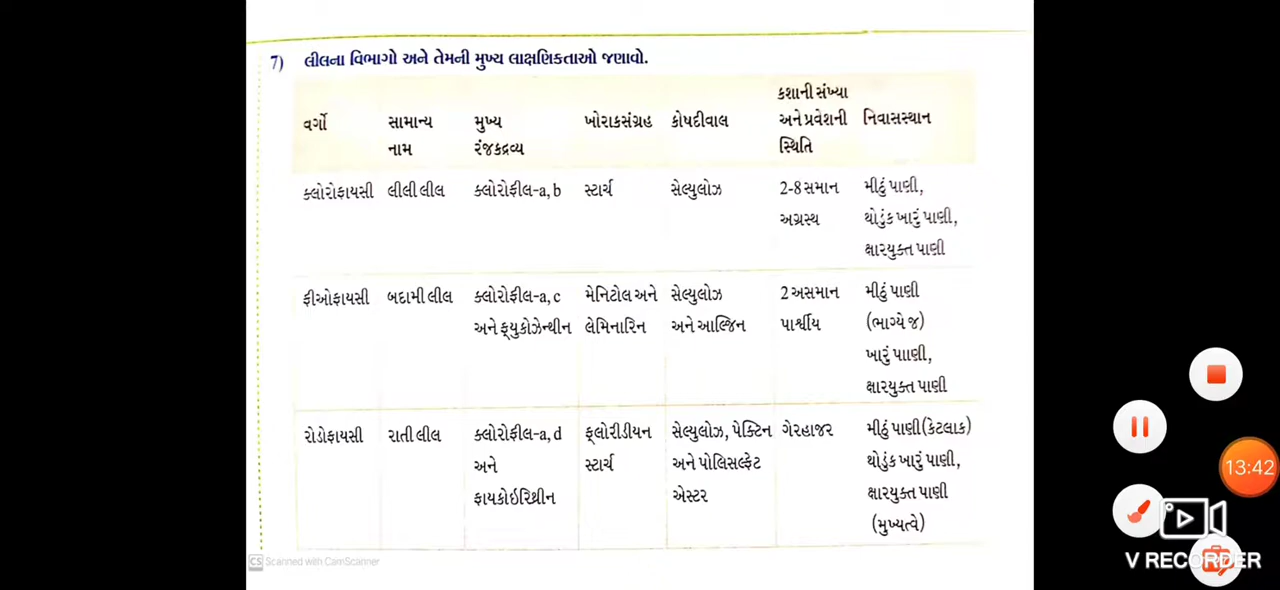 7) લીલના વિભાગો અને તેમની મુખ્ય લાક્ષણિકતાઓ જણાવો.
વર્ગો સામાન્ય નામ મુખ્ય રંજકદ્રવ્ય ખોરાકસંગ્રહ કોષદીવાલ કશાની સંખ્યા અને પ્રવેશની સ્થિતિ નિવાસસ્થાન
ક્લોરોફાયસી લીલી લીલ ક્લોરોફીલ-a, b સ્ટાર્ચ સેલ્યુલોઝ 2-8 સમાન મીઠું પાણી,
અગ્રસ્થ થોડુંક ખારું પાણી,
ક્ષારયુક્ત પાણી
ફીઓફાયસી બદામી લીલ ક્લોરોફીલ-a, c મેનિટોલ અને સેલ્યુલોઝ 2 અસમાન મીઠું પાણી
અને ફ્યુકોઝેન્થીન લેમિનારિન અને આલ્જિન પાર્શ્વીય (ભાગ્યે જ)
ખારું પાાણી,
ક્ષારયુક્ત પાણી
રોડોફાયસી રાતી લીલ ક્લોરોફીલ-a, d ફ્લોરીડીયન સેલ્યુલોઝ, પેક્ટિન ગેરહાજર મીઠું પાણી (કેટલાક)
અને સ્ટાર્ચ અને પોલિસલ્ફેટ થોડુંક ખારું પાણી,
ફાયકોઇરિથ્રીન એસ્ટર ક્ષારયુક્ત પાણી
(મુખ્યત્વે)
CS Scanned with CamScanner
13:42
V RECORDER